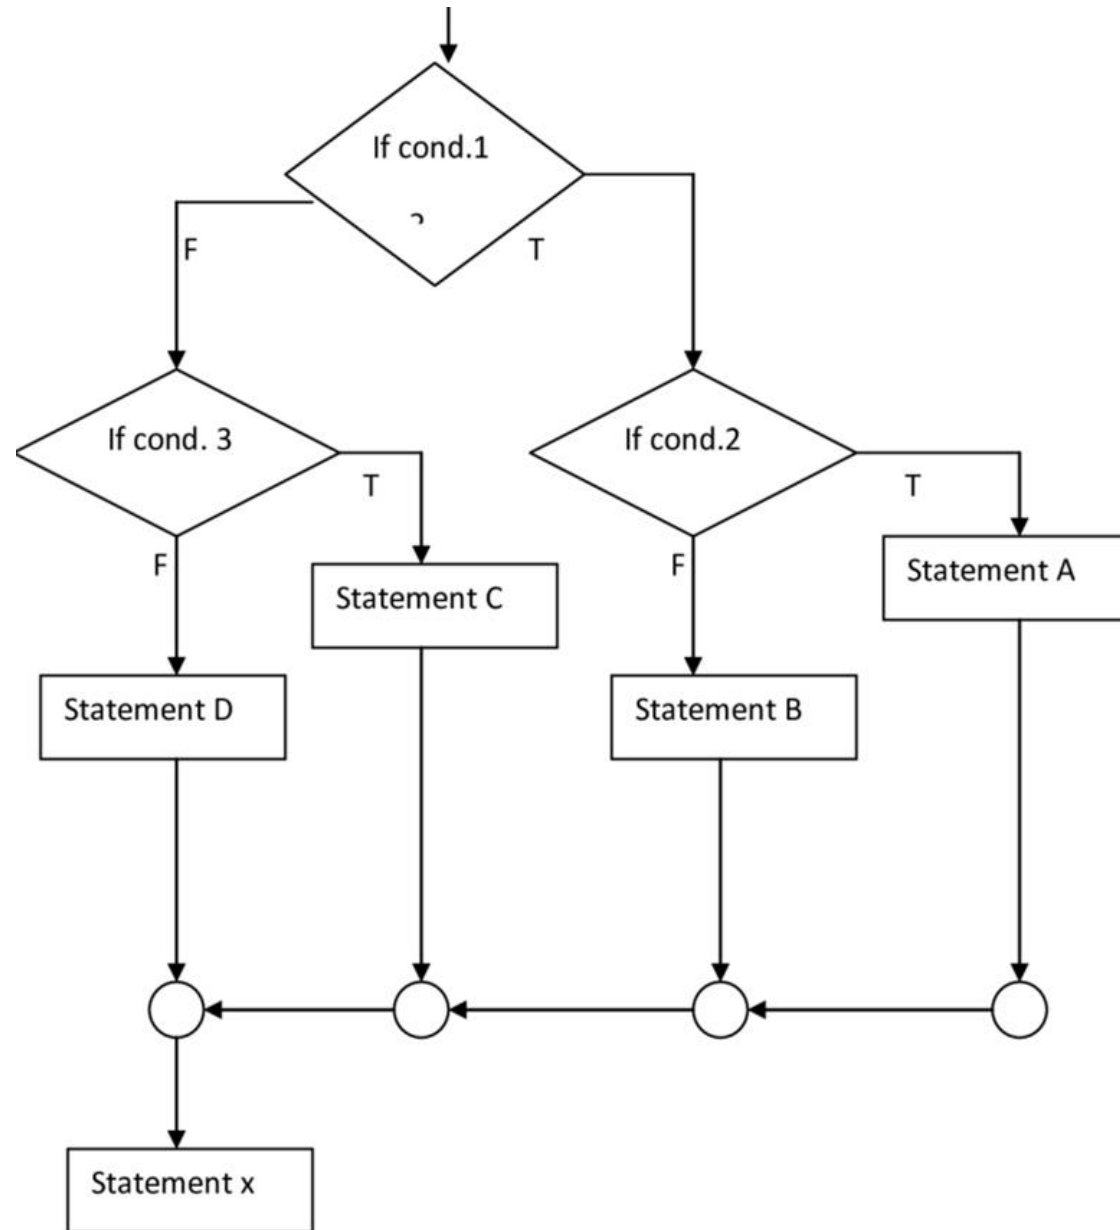 If cond.1
?
F
T
If cond. 3
If cond.2
T
T
F
F
Statement A
Statement C
Statement D
Statement B
Statement x